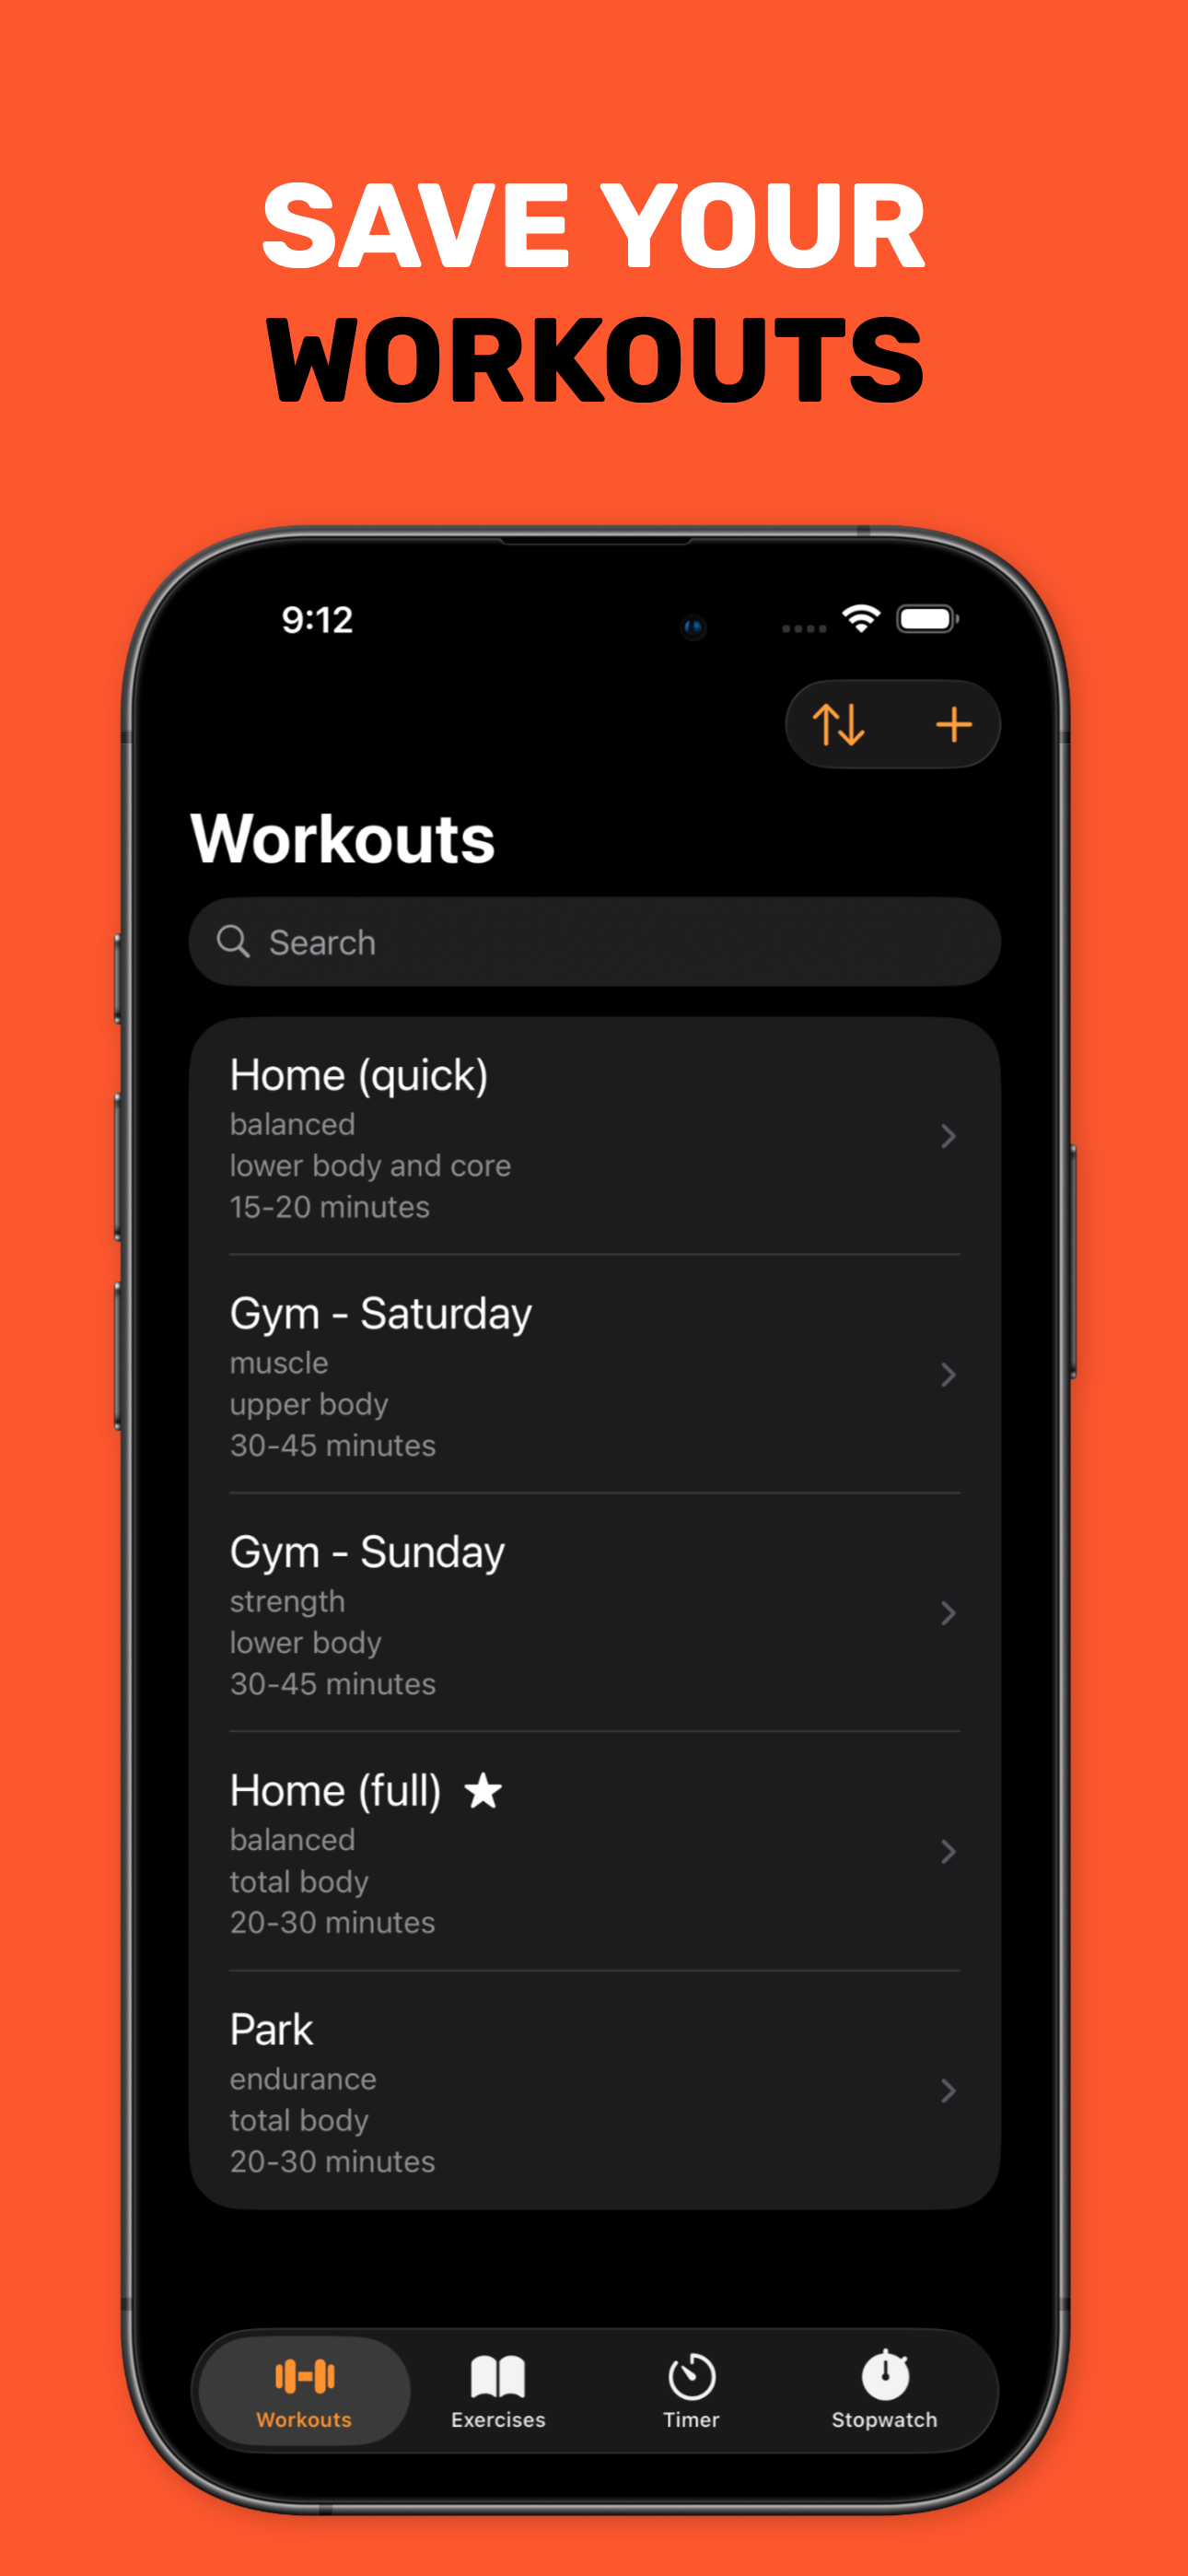 SAVE YOUR
WORKOUTS
9:12
Workouts
Search
Home (quick)
balanced
lower body and core
15-20 minutes
Gym - Saturday
muscle
upper body
30-45 minutes
Gym - Sunday
strength
lower body
30-45 minutes
Home (full)
balanced
total body
20-30 minutes
Park
endurance
total body
20-30 minutes
Workouts
Exercises
Timer
Stopwatch